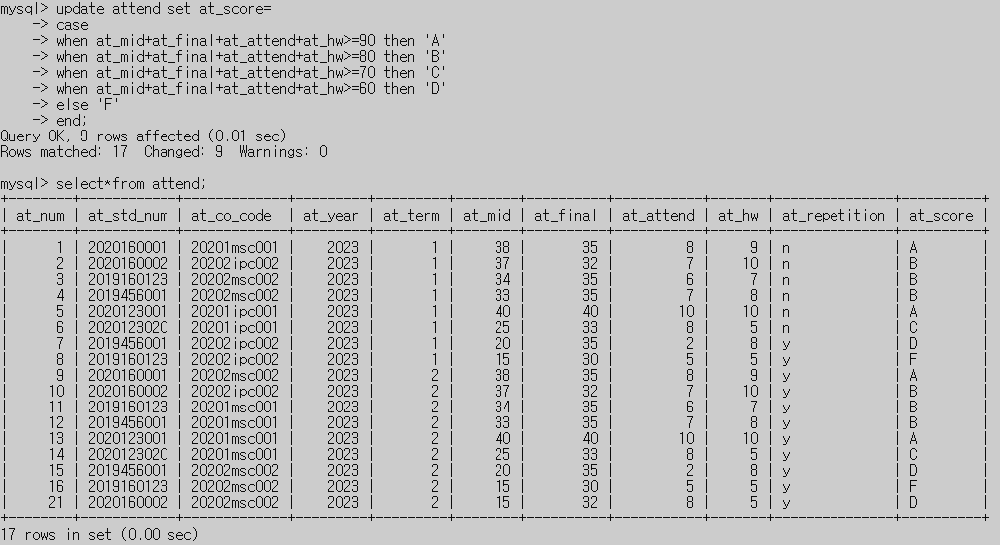 mysql> update attend set at_score=
    -> case
    -> when at_mid+at_final+at_attend+at_hw>=90 then 'A'
    -> when at_mid+at_final+at_attend+at_hw>=80 then 'B'
    -> when at_mid+at_final+at_attend+at_hw>=70 then 'C'
    -> when at_mid+at_final+at_attend+at_hw>=60 then 'D'
    -> else 'F'
    -> end;
Query OK, 9 rows affected (0.01 sec)
Rows matched: 17  Changed: 9  Warnings: 0

mysql> select*from attend;
+--------+------------+------------+---------+---------+--------+----------+-----------+-------+---------------+----------+
| at_num | at_std_num | at_co_code | at_year | at_term | at_mid | at_final | at_attend | at_hw | at_repetition | at_score |
+--------+------------+------------+---------+---------+--------+----------+-----------+-------+---------------+----------+
|      1 | 2020160001 | 20201msc001 |    2023 |       1 |     38 |       35 |         8 |     9 | n             | A        |
|      2 | 2020160002 | 20202ipc002 |    2023 |       1 |     37 |       32 |         7 |    10 | n             | B        |
|      3 | 2019160123 | 20202msc002 |    2023 |       1 |     34 |       35 |         6 |     7 | n             | B        |
|      4 | 2019456001 | 20202msc002 |    2023 |       1 |     33 |       35 |         7 |     8 | n             | B        |
|      5 | 2020123001 | 20201ipc001 |    2023 |       1 |     40 |       40 |        10 |    10 | n             | A        |
|      6 | 2020123020 | 20201ipc001 |    2023 |       1 |     25 |       33 |         8 |     5 | n             | C        |
|      7 | 2019456001 | 20202ipc002 |    2023 |       1 |     20 |       35 |         2 |     8 | y             | D        |
|      8 | 2019160123 | 20202ipc002 |    2023 |       1 |     15 |       30 |         5 |     5 | y             | F        |
|      9 | 2020160001 | 20202msc002 |    2023 |       2 |     38 |       35 |         8 |     9 | y             | A        |
|     10 | 2020160002 | 20202ipc002 |    2023 |       2 |     37 |       32 |         7 |    10 | y             | B        |
|     11 | 2019160123 | 20201msc001 |    2023 |       2 |     34 |       35 |         6 |     7 | y             | B        |
|     12 | 2019456001 | 20201msc001 |    2023 |       2 |     33 |       35 |         7 |     8 | y             | B        |
|     13 | 2020123001 | 20201msc001 |    2023 |       2 |     40 |       40 |        10 |    10 | y             | A        |
|     14 | 2020123020 | 20201msc001 |    2023 |       2 |     25 |       33 |         8 |     5 | y             | C        |
|     15 | 2019456001 | 20202msc002 |    2023 |       2 |     20 |       35 |         2 |     8 | y             | D        |
|     16 | 2019160123 | 20202msc002 |    2023 |       2 |     15 |       30 |         5 |     5 | y             | F        |
|     21 | 2020160002 | 20202msc002 |    2023 |       2 |     15 |       32 |         8 |     5 | y             | D        |
+--------+------------+------------+---------+---------+--------+----------+-----------+-------+---------------+----------+
17 rows in set (0.00 sec)